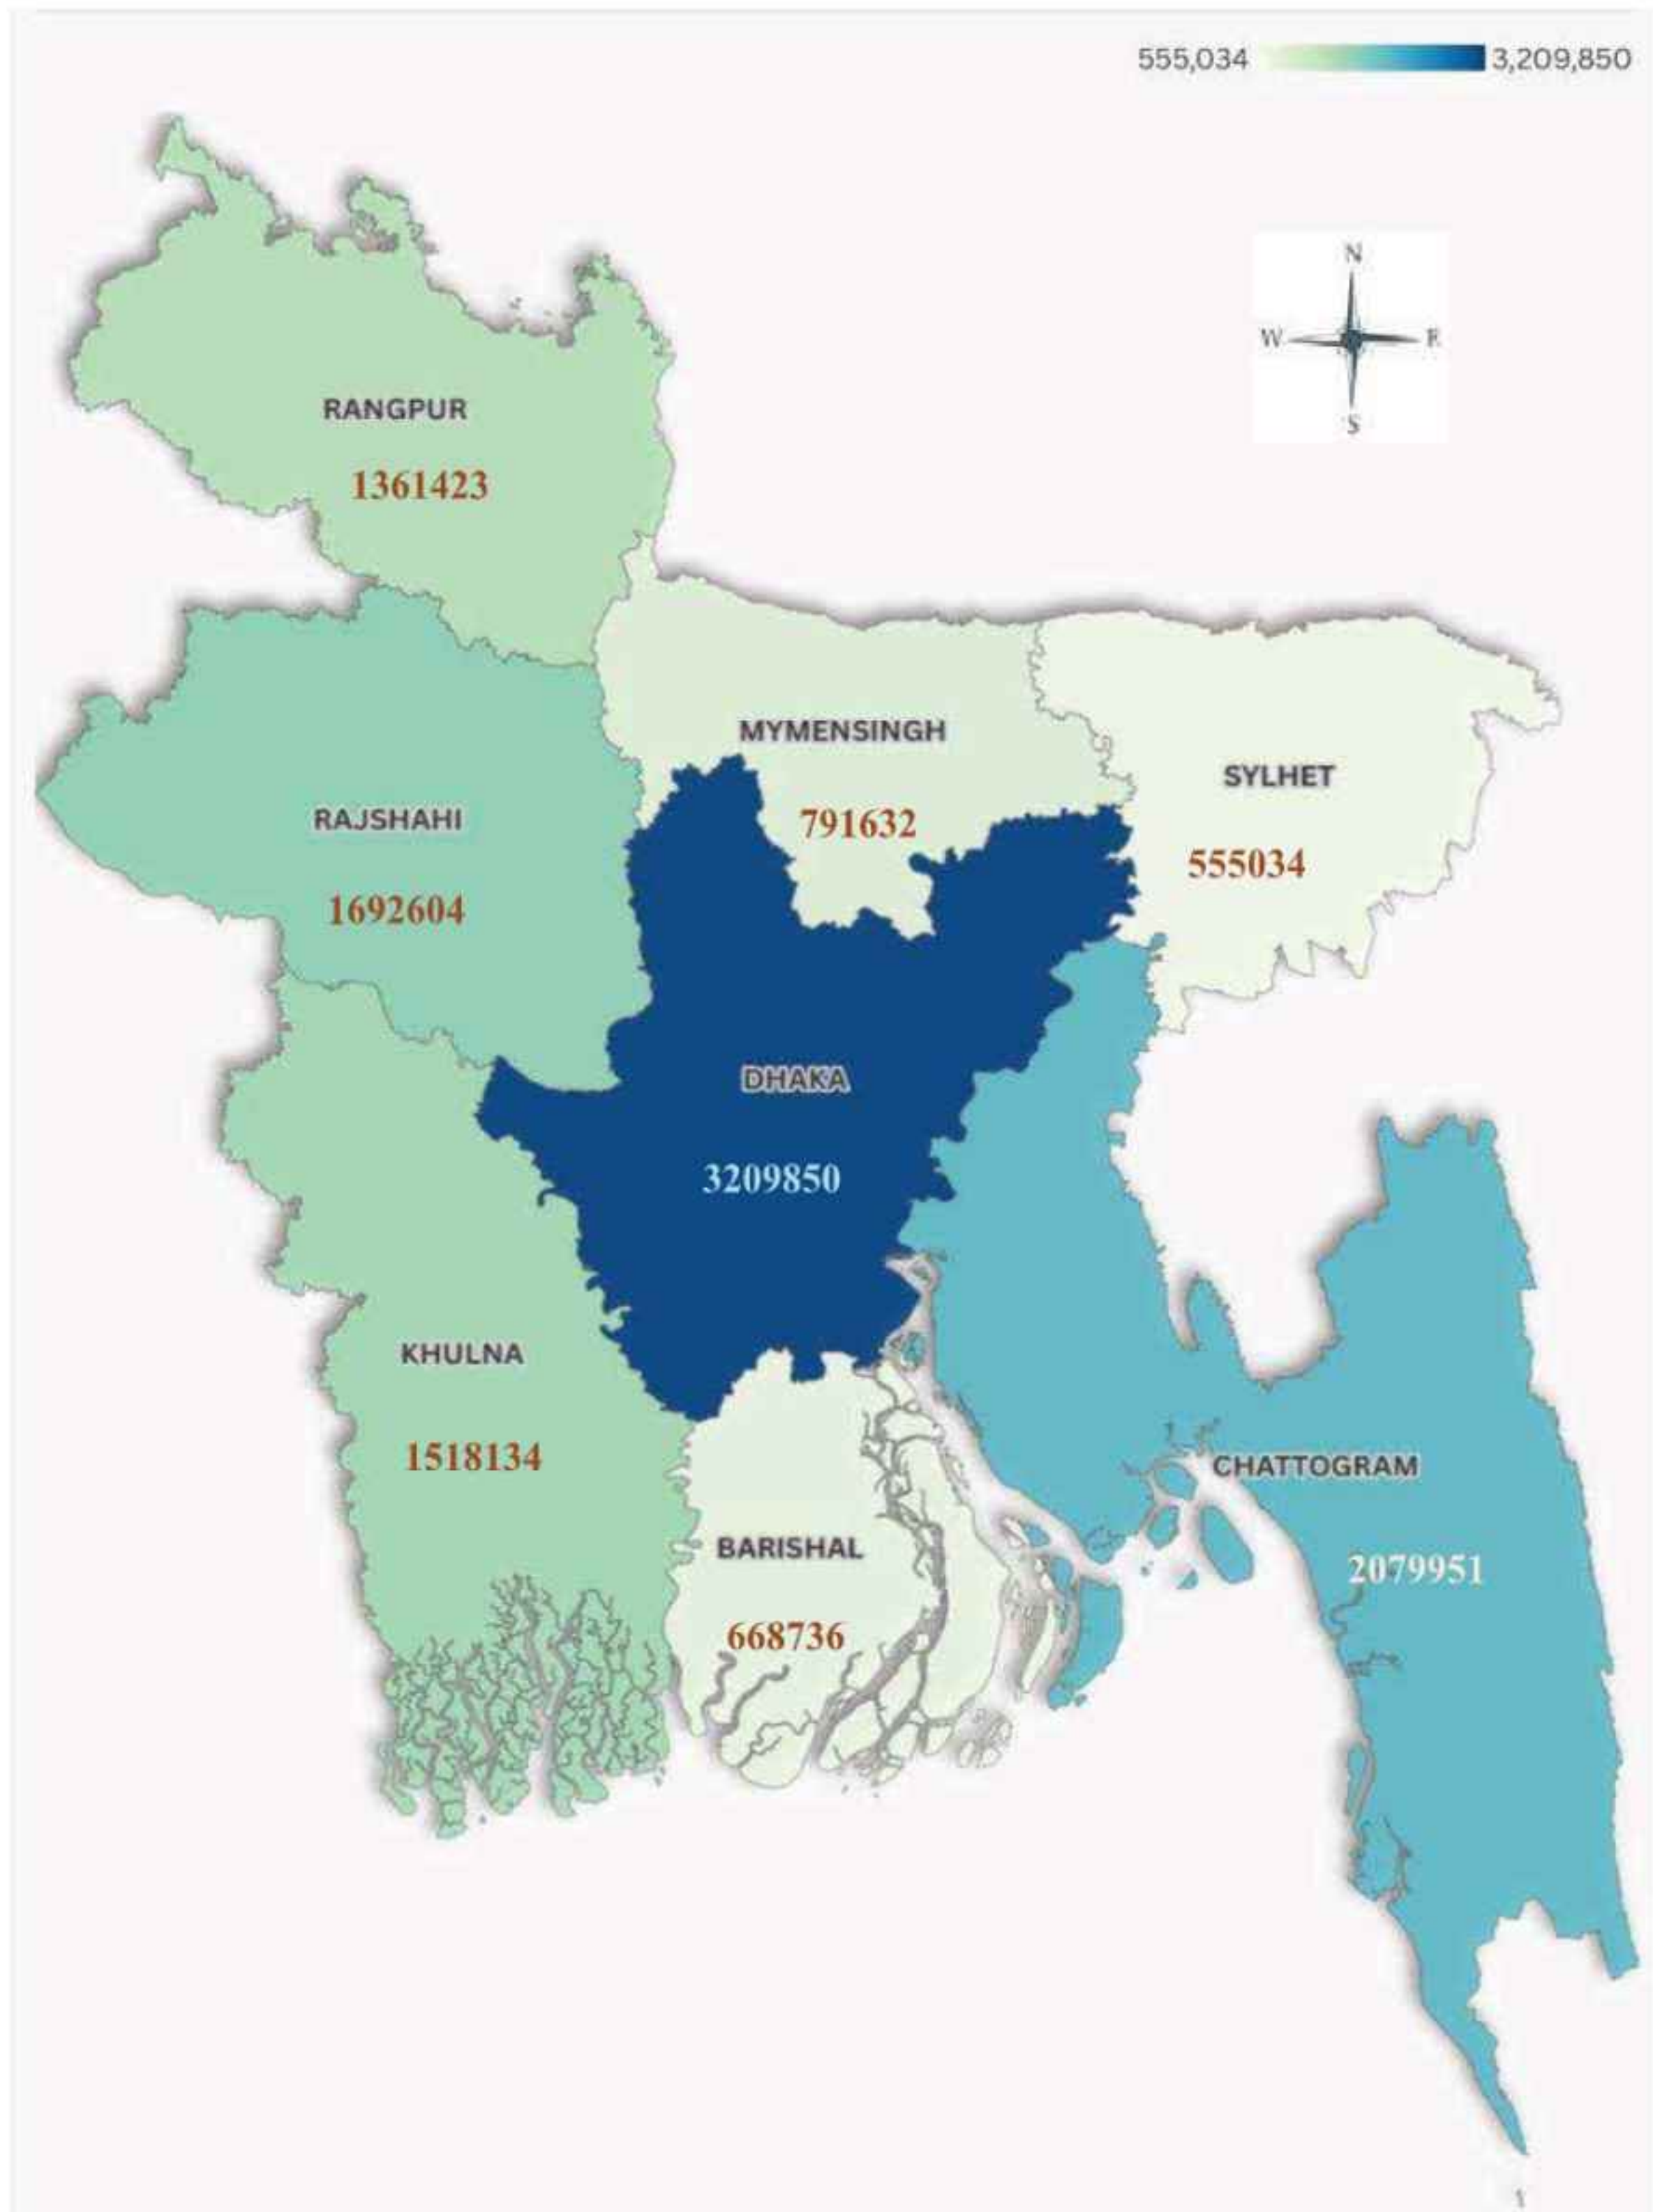 555,034 3,209,850
N
W E
S
RANGPUR
1361423
MYMENSINGH
791632
SYLHET
555034
RAJSHAHI
1692604
DHAKA
3209850
KHULNA
1518134
CHATTOGRAM
2079951
BARISHAL
668736